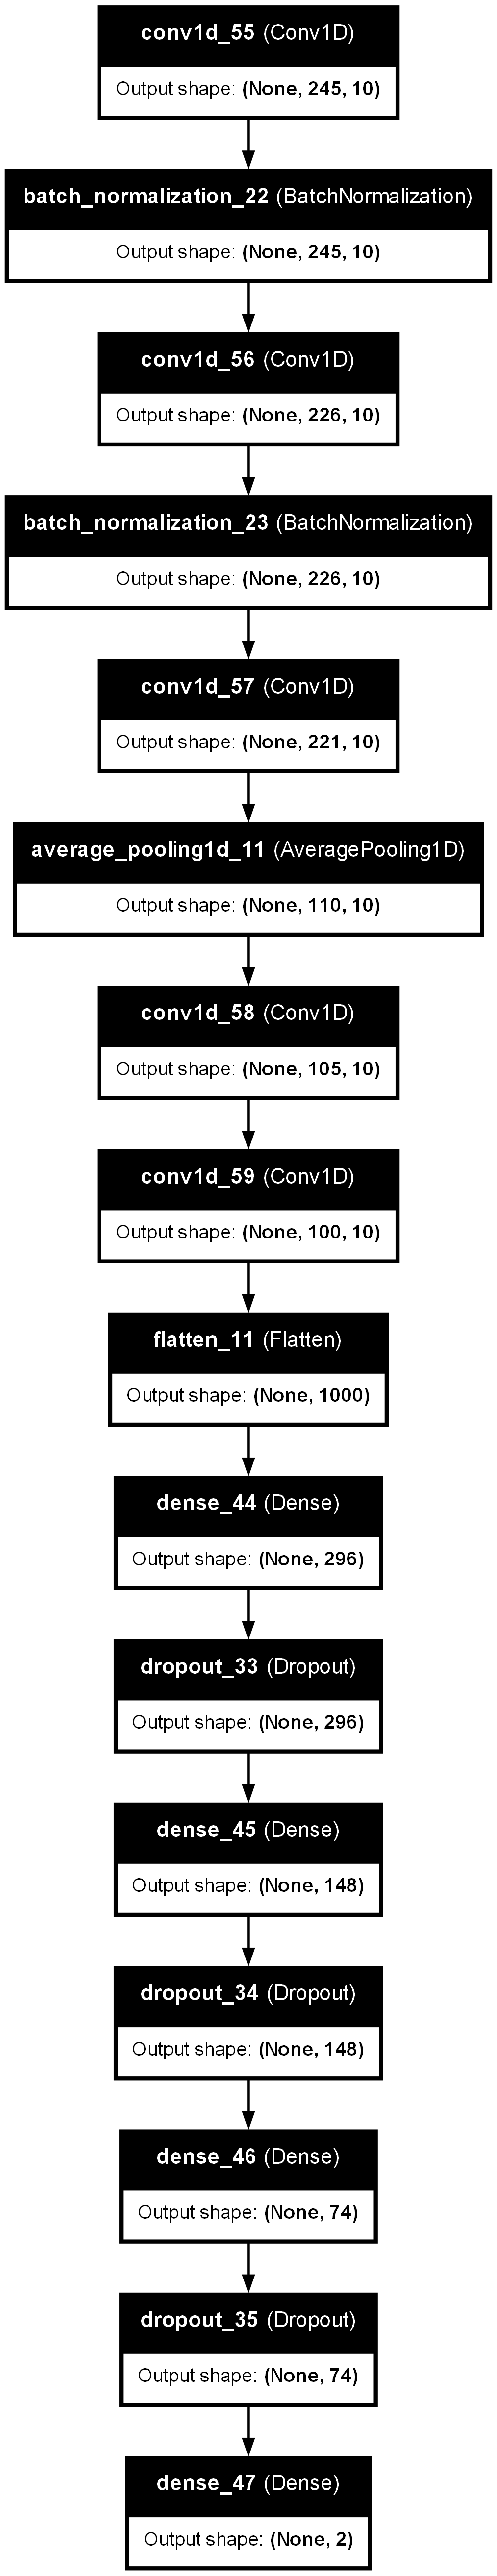 conv1d_55 (Conv1D)
Output shape: (None, 245, 10)
batch_normalization_22 (BatchNormalization)
Output shape: (None, 245, 10)
conv1d_56 (Conv1D)
Output shape: (None, 226, 10)
batch_normalization_23 (BatchNormalization)
Output shape: (None, 226, 10)
conv1d_57 (Conv1D)
Output shape: (None, 221, 10)
average_pooling1d_11 (AveragePooling1D)
Output shape: (None, 110, 10)
conv1d_58 (Conv1D)
Output shape: (None, 105, 10)
conv1d_59 (Conv1D)
Output shape: (None, 100, 10)
flatten_11 (Flatten)
Output shape: (None, 1000)
dense_44 (Dense)
Output shape: (None, 296)
dropout_33 (Dropout)
Output shape: (None, 296)
dense_45 (Dense)
Output shape: (None, 148)
dropout_34 (Dropout)
Output shape: (None, 148)
dense_46 (Dense)
Output shape: (None, 74)
dropout_35 (Dropout)
Output shape: (None, 74)
dense_47 (Dense)
Output shape: (None, 2)